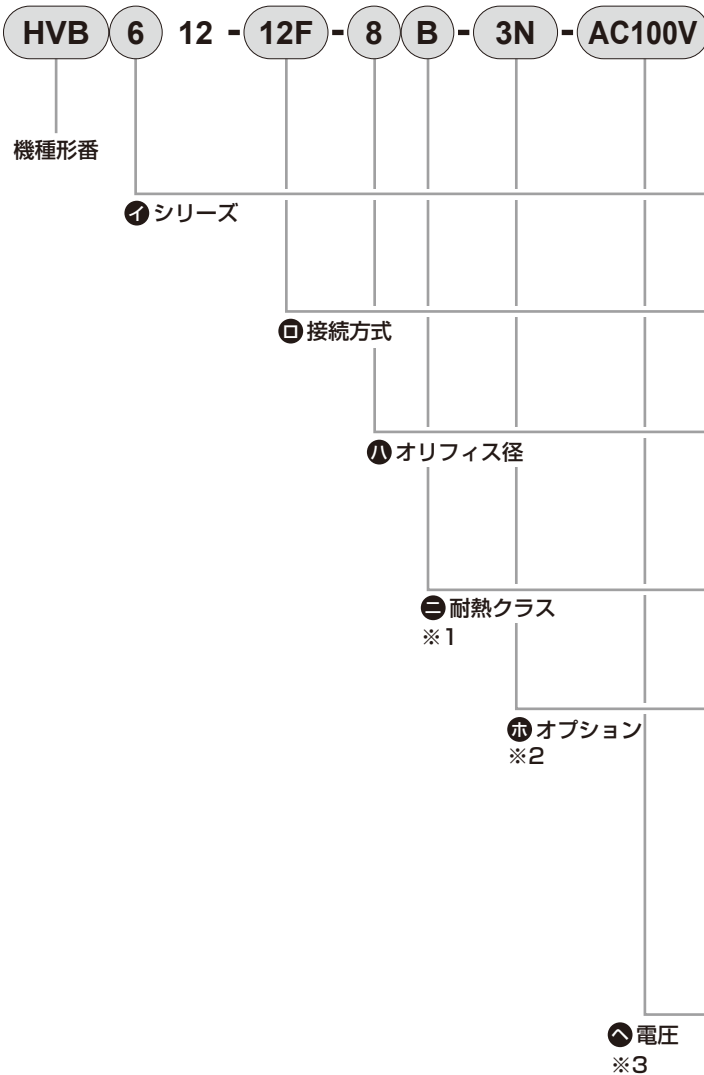 HVB 6 12 - 12F - 8 B - 3N - AC100V
機種形番
イ シリーズ
ロ 接続方式
ハ オリフィス径
ニ 耐熱クラス
※1
ホ オプション
※2
ヘ 電圧
※3